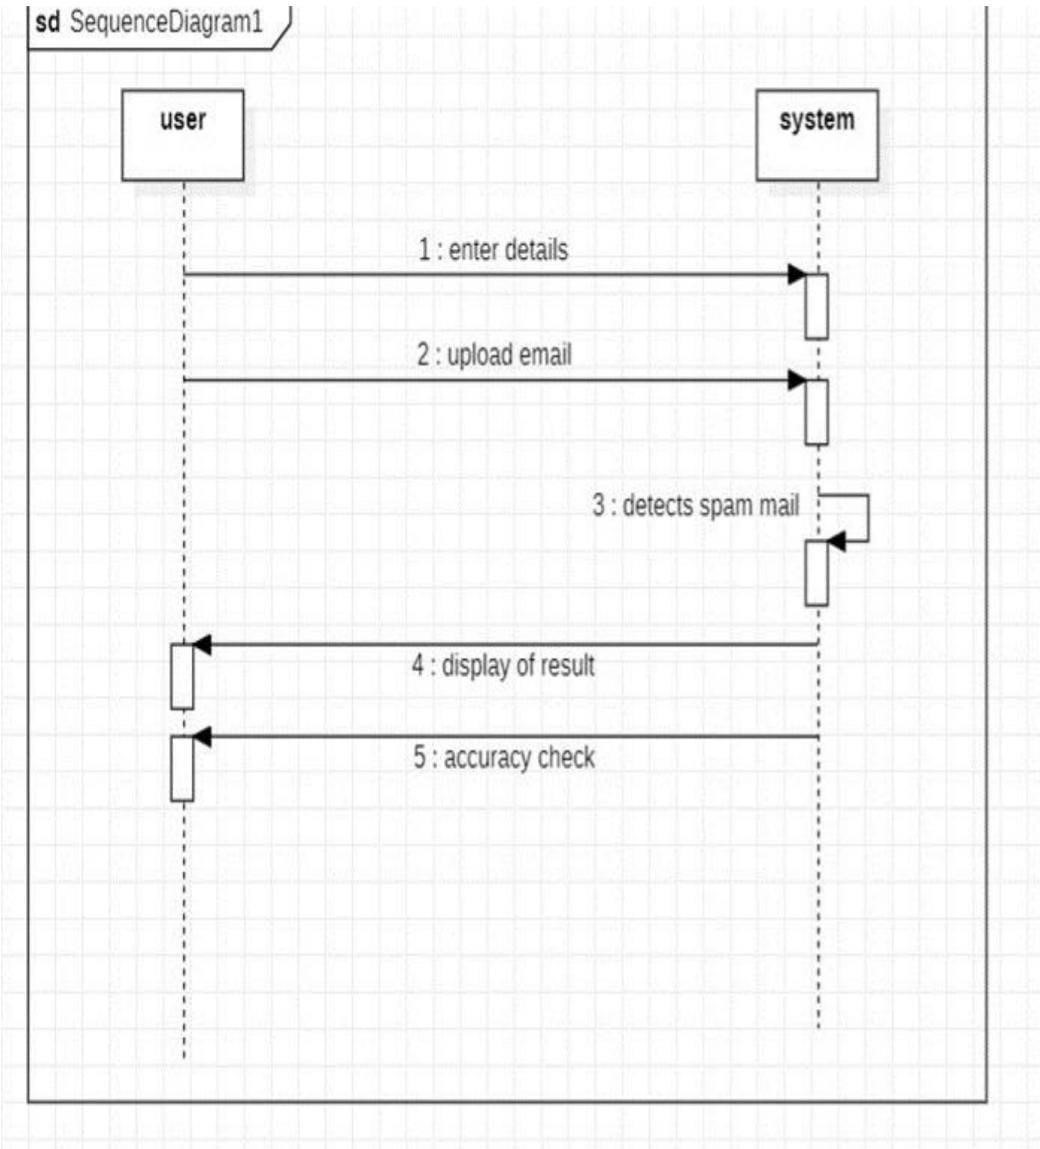 sd SequenceDiagram1
user
system
1 : enter details
2 : upload email
3 : detects spam mail
4 : display of result
5 : accuracy check